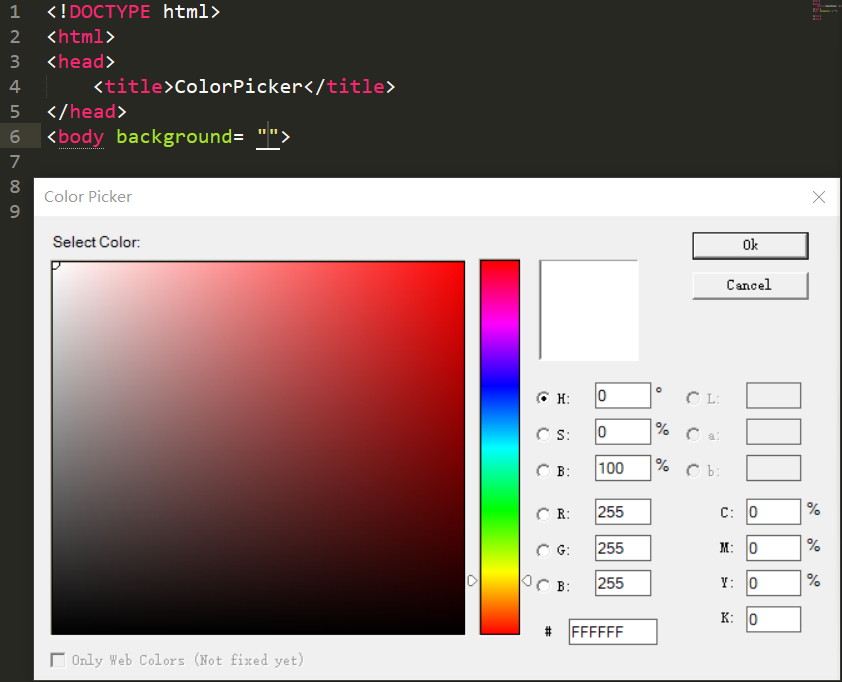 1 <!DOCTYPE html>
2 <html>
3 <head>
4 <title>ColorPicker</title>
5 </head>
6 <body background= "">
7
8
9
Color Picker
Select Color:
Ok
Cancel
H: 0 ° L:
S: 0 % a:
B: 100 % b:
R: 255 C: 0 %
G: 255 M: 0 %
B: 255 Y: 0 %
K: 0
# FFFFFF
Only Web Colors (Not fixed yet)